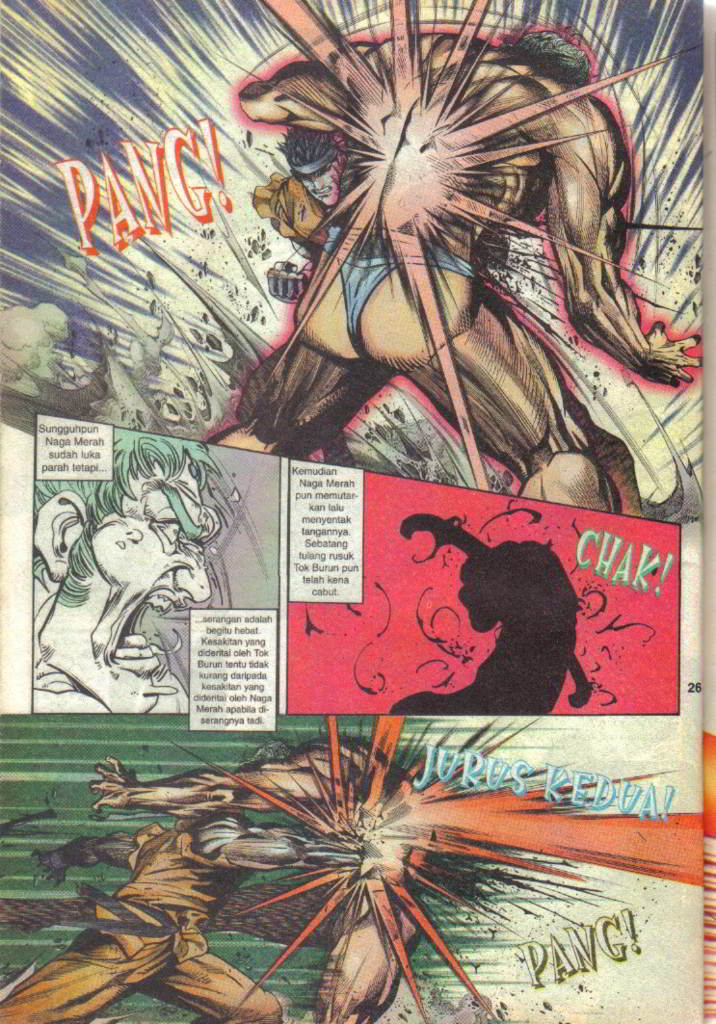 PANG!
Sungguhpun
Naga Merah
sudah luka
parah tetapi...
...serangan adalah
begitu hebat.
Kesakitan yang
dideritai oleh Tok
Burun tentu tidak
kurang daripada
kesakitan yang
dideritai oleh Naga
Merah apabila di-
serangnya tadi.
Kemudian
Naga Merah
pun memutar-
kan lalu
menyentak
tangannya.
Sebatang
tulang rusuk
Tok Burun pun
telah kena
cabut.
CHAK!
26
JURUS KEDUA!
PANG!